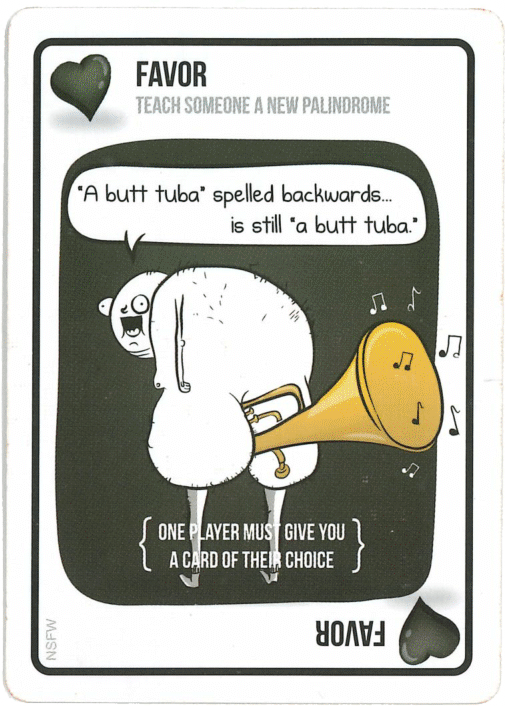 FAVOR
TEACH SOMEONE A NEW PALINDROME
"A butt tuba" spelled backwards...
is still "a butt tuba."
{ ONE PLAYER MUST GIVE YOU
A CARD OF THEIR CHOICE }
FAVOR
NSFW